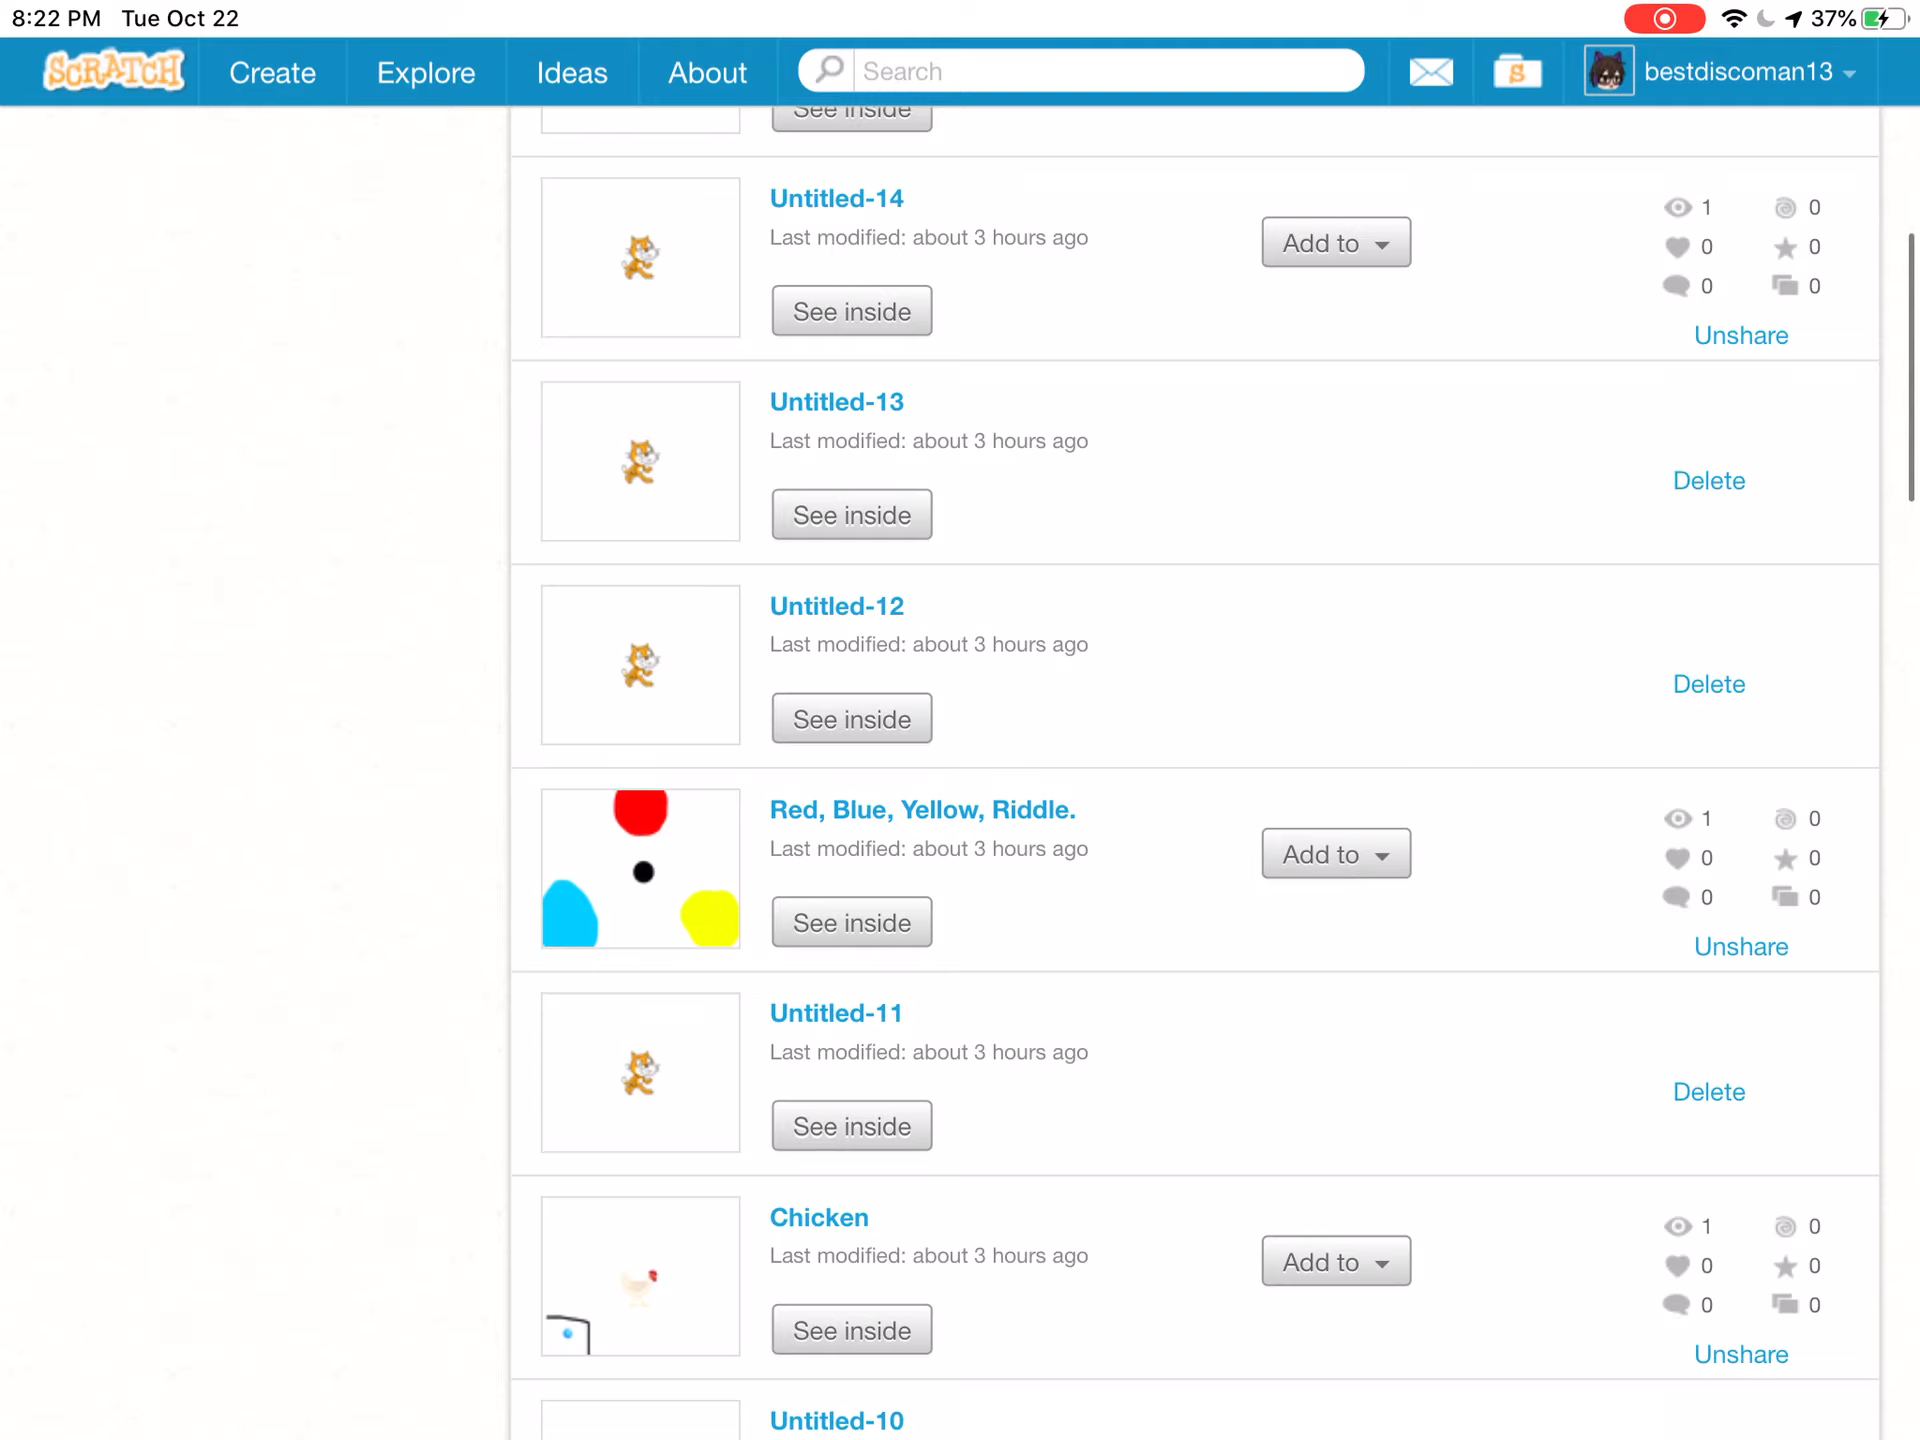 8:22 PM Tue Oct 22 37%
SCRATCH Create Explore Ideas About Search S bestdiscoman13
See inside
Untitled-14 1 0
Last modified: about 3 hours ago Add to 0 0
See inside 0 0
Unshare
Untitled-13
Last modified: about 3 hours ago
Delete
See inside
Untitled-12
Last modified: about 3 hours ago
Delete
See inside
Red, Blue, Yellow, Riddle. 1 0
Last modified: about 3 hours ago Add to 0 0
See inside 0 0
Unshare
Untitled-11
Last modified: about 3 hours ago
Delete
See inside
Chicken 1 0
Last modified: about 3 hours ago Add to 0 0
See inside 0 0
Unshare
Untitled-10